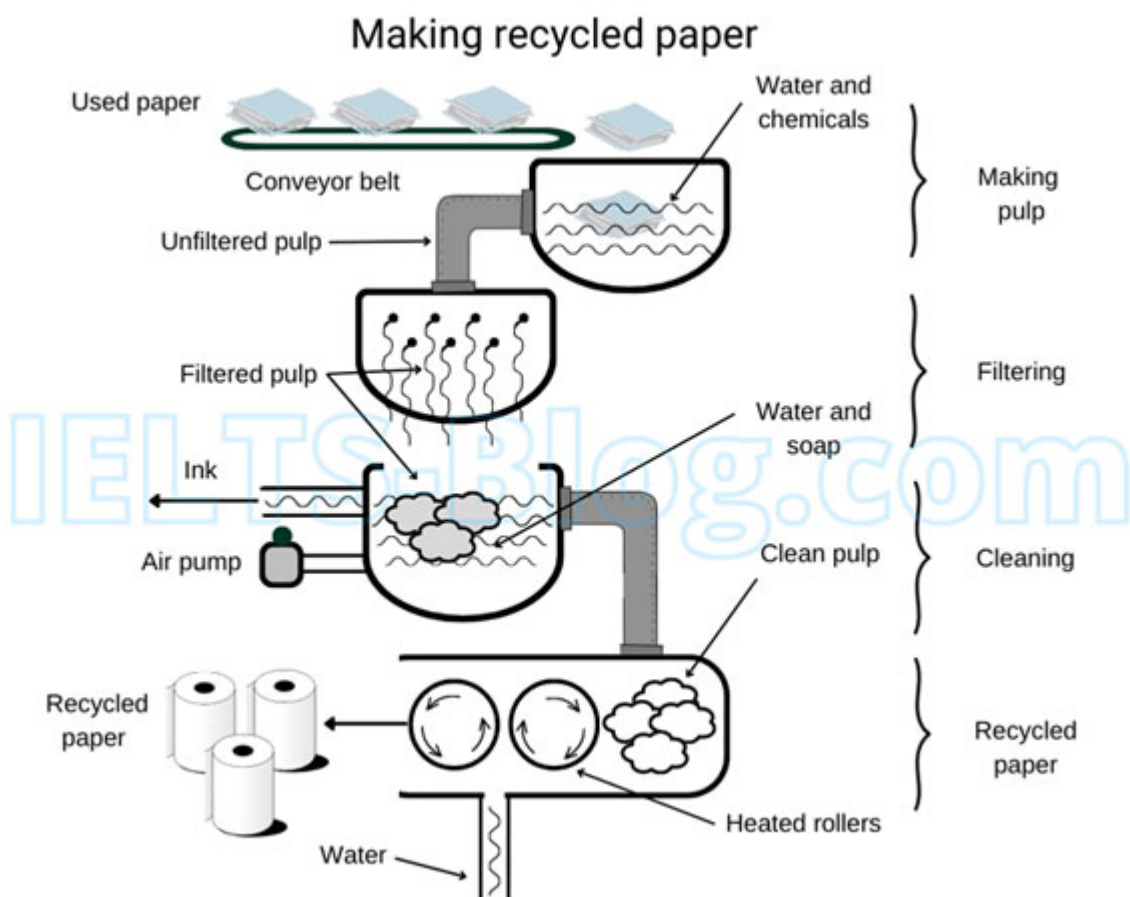 Making recycled paper
Used paper
Water and
chemicals
Conveyor belt
Making
pulp
Unfiltered pulp
Filtered pulp
Filtering
Water and
soap
IELTS-Blog.com
Ink
Air pump
Clean pulp
Cleaning
Recycled
paper
Recycled
paper
Heated rollers
Water